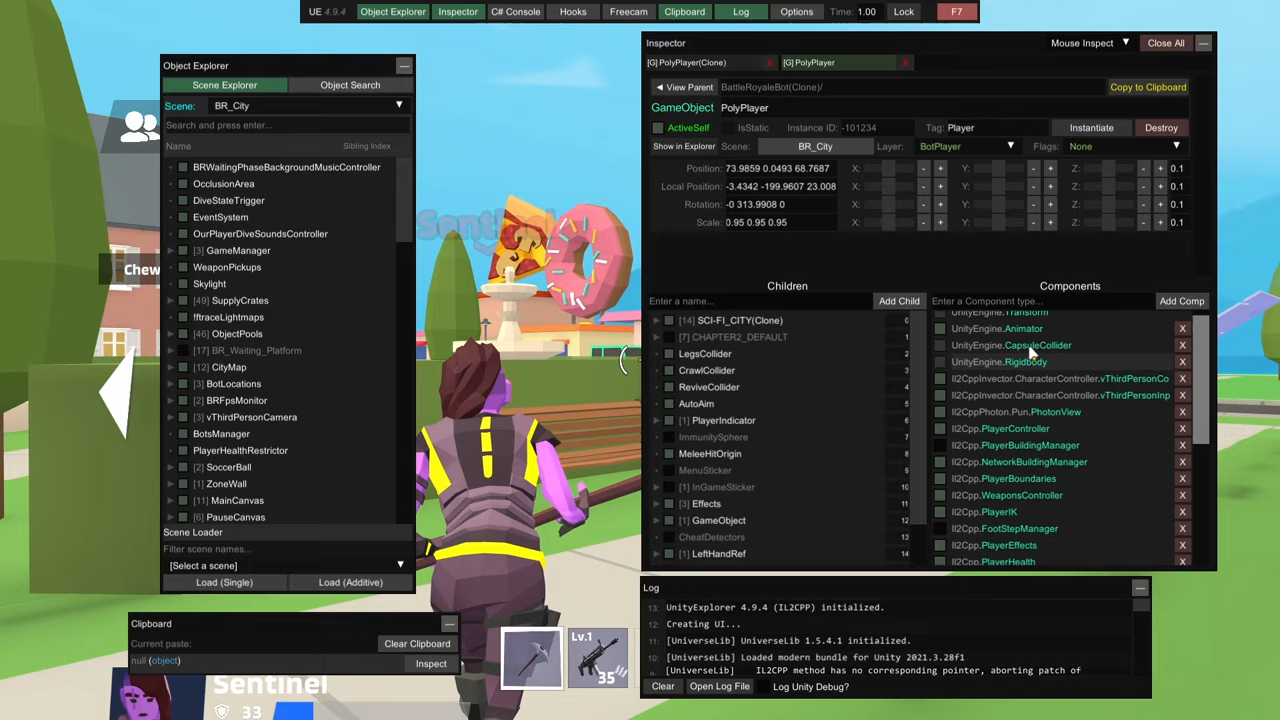 UE 4.9.4 Object Explorer Inspector C# Console Hooks Freecam Clipboard Log Options Time: 1.00 Lock F7
Object Explorer —
Scene Explorer Object Search
Scene: BR_City ▼
Search and press enter...
Name Sibling Index
BRWaitingPhaseBackgroundMusicController
OcclusionArea
DiveStateTrigger
EventSystem
OurPlayerDiveSoundsController
[3] GameManager
WeaponPickups
Skylight
[49] SupplyCrates
!ftraceLightmaps
[46] ObjectPools
[17] BR_Waiting_Platform
[12] CityMap
[3] BotLocations
[2] BRFpsMonitor
[3] vThirdPersonCamera
BotsManager
PlayerHealthRestrictor
[2] SoccerBall
[1] ZoneWall
[11] MainCanvas
[6] PauseCanvas
Scene Loader
Filter scene names...
[Select a scene] ▼
Load (Single) Load (Additive)
Inspector Mouse Inspect ▼ Close All —
[G] PolyPlayer(Clone) X [G] PolyPlayer X
◄ View Parent BattleRoyaleBot(Clone)/ Copy to Clipboard
GameObject PolyPlayer
ActiveSelf IsStatic Instance ID: -101234 Tag: Player Instantiate Destroy
Show in Explorer Scene: BR_City Layer: BotPlayer ▼ Flags: None ▼
Position: 73.9859 0.0493 68.7687 X: - + Y: - + Z: - + 0.1
Local Position: -3.4342 -199.9607 23.008 X: - + Y: - + Z: - + 0.1
Rotation: -0 313.9908 0 X: - + Y: - + Z: - + 0.1
Scale: 0.95 0.95 0.95 X: - + Y: - + Z: - + 0.1
Children
Enter a name... Add Child
[14] SCI-FI_CITY(Clone) 0
[7] CHAPTER2_DEFAULT 1
LegsCollider 2
CrawlCollider 3
ReviveCollider 4
AutoAim 5
[1] PlayerIndicator 6
ImmunitySphere 7
MeleeHitOrigin 8
MenuSticker 9
[1] InGameSticker 10
[3] Effects 11
[1] GameObject 12
CheatDetectors 13
[1] LeftHandRef 14
Components
Enter a Component type... Add Comp
UnityEngine.Transform
UnityEngine.Animator X
UnityEngine.CapsuleCollider X
UnityEngine.Rigidbody X
Il2CppInvector.CharacterController.vThirdPersonCo X
Il2CppInvector.CharacterController.vThirdPersonInp X
Il2CppPhoton.Pun.PhotonView X
Il2Cpp.PlayerController X
Il2Cpp.PlayerBuildingManager X
Il2Cpp.NetworkBuildingManager X
Il2Cpp.PlayerBoundaries X
Il2Cpp.WeaponsController X
Il2Cpp.PlayerIK X
Il2Cpp.FootStepManager X
Il2Cpp.PlayerEffects X
Il2Cpp.PlayerHealth X
Log —
13: UnityExplorer 4.9.4 (IL2CPP) initialized.
12: Creating UI...
11: [UniverseLib] UniverseLib 1.5.4.1 initialized.
10: [UniverseLib] Loaded modern bundle for Unity 2021.3.28f1
9: [UniverseLib] IL2CPP method has no corresponding pointer, aborting patch of
Clear Open Log File Log Unity Debug?
Clipboard —
Current paste: Clear Clipboard
null (object) Inspect
Sentinel
Chew
Sentinel
33
Lv.1
35